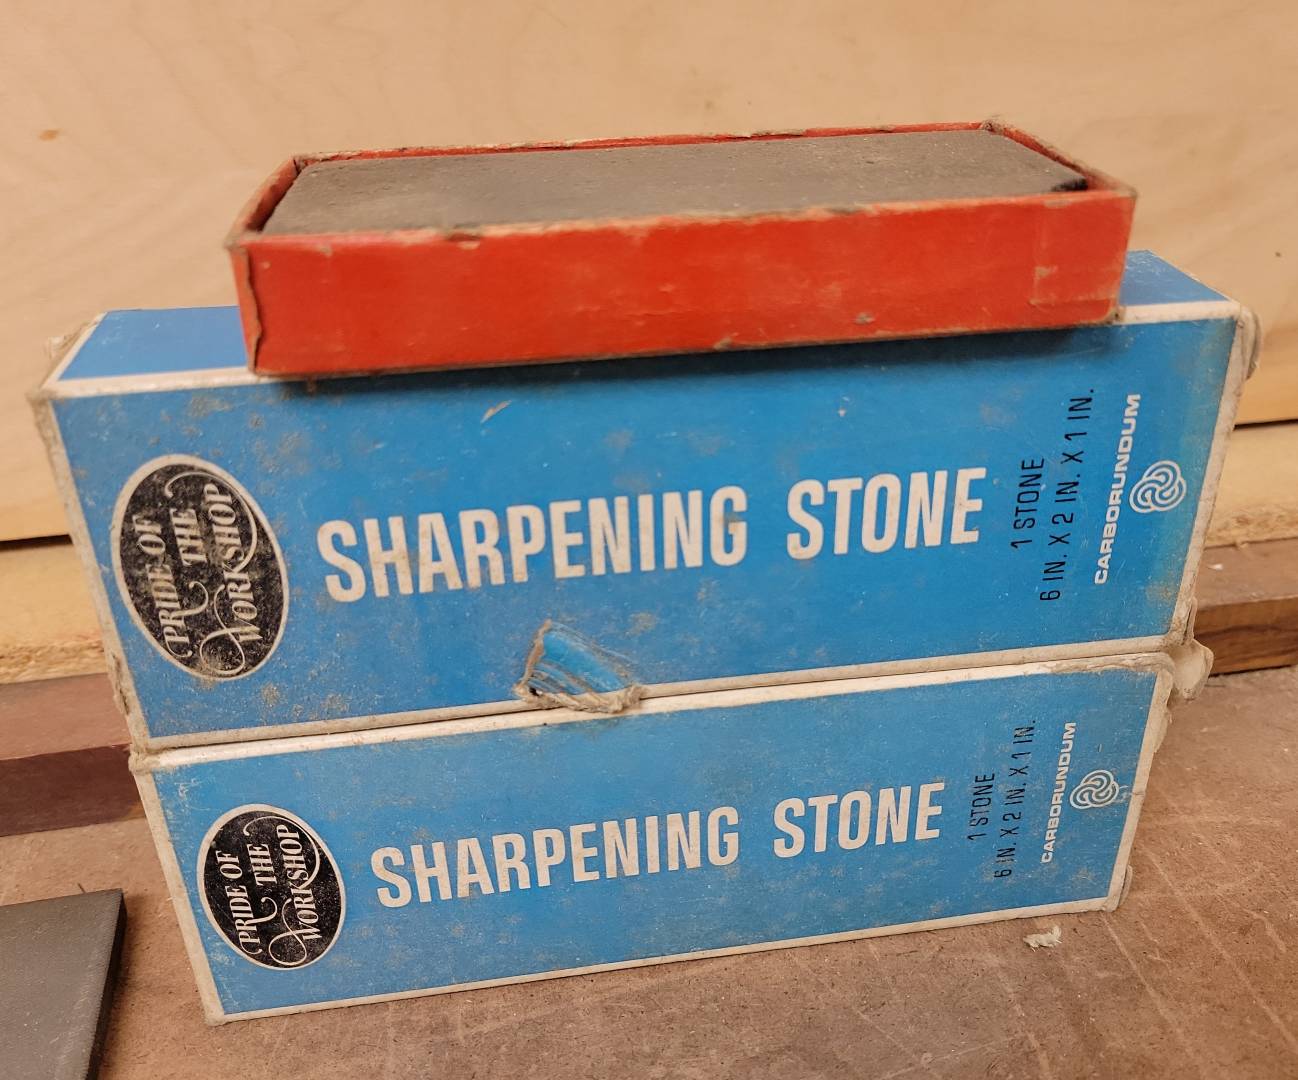 PRIDE OF
THE
WORKSHOP
SHARPENING STONE
1 STONE
6 IN. X 2 IN. X 1 IN.
CARBORUNDUM
PRIDE OF
THE
WORKSHOP
SHARPENING STONE
1 STONE
6 IN. X 2 IN. X 1 IN.
CARBORUNDUM